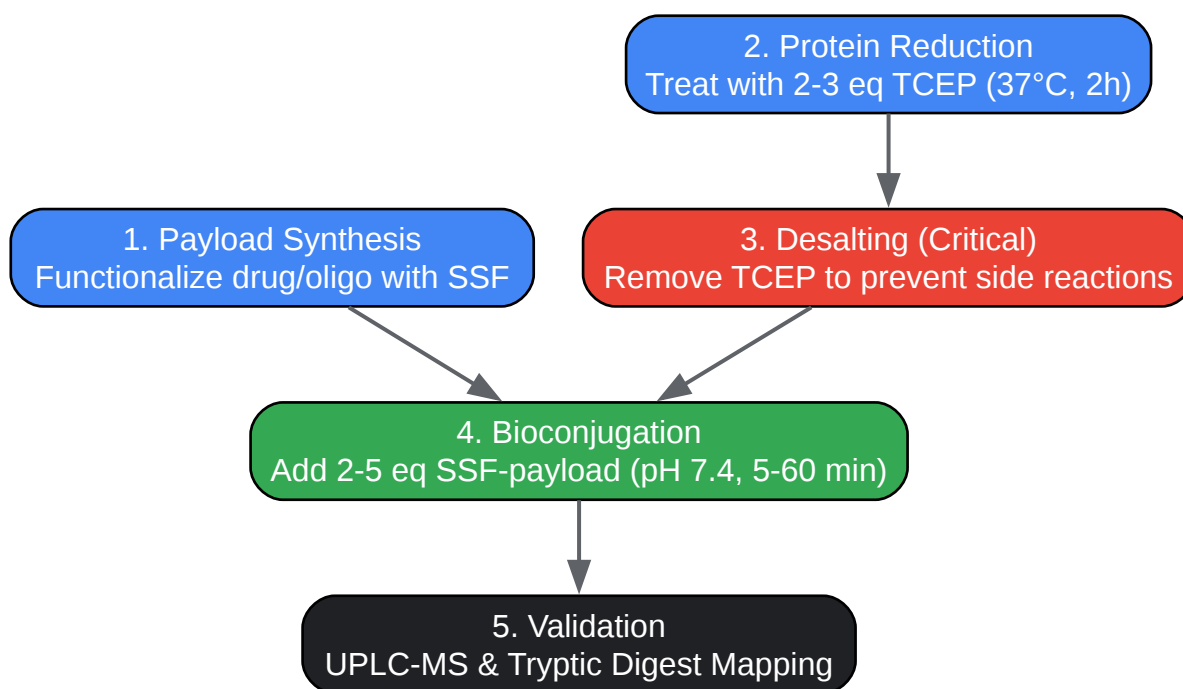 2. Protein Reduction
Treat with 2-3 eq TCEP (37°C, 2h)
1. Payload Synthesis
Functionalize drug/oligo with SSF
3. Desalting (Critical)
Remove TCEP to prevent side reactions
4. Bioconjugation
Add 2-5 eq SSF-payload (pH 7.4, 5-60 min)
5. Validation
UPLC-MS & Tryptic Digest Mapping